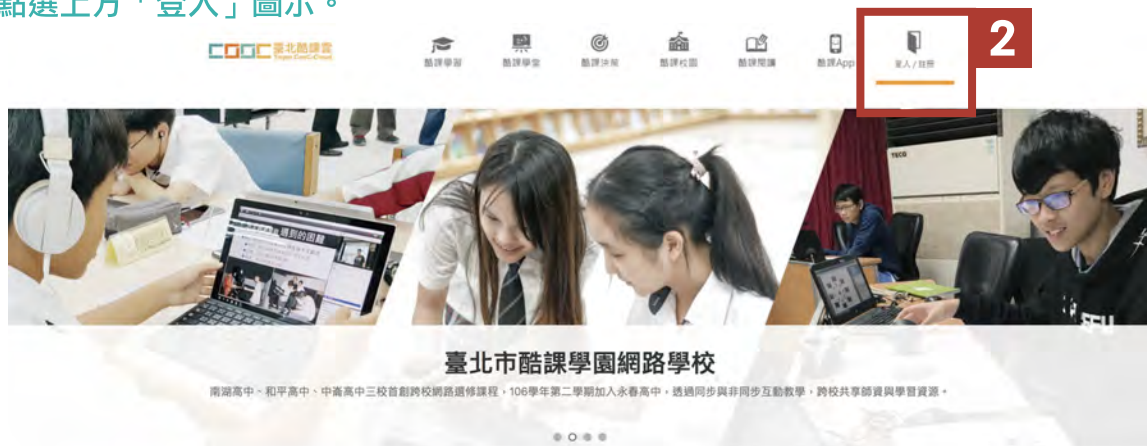 點選上方「登入」圖示。
2
COOC 臺北酷課雲
Taipei CooC-Cloud
酷課學習
酷課學堂
酷課決策
酷課校園
酷課閱讀
酷課App
登入/註冊
TECO
遇到的困難
臺北市酷課學園網路學校
南湖高中、和平高中、中崙高中三校首創跨校網路選修課程，106學年第二學期加入永春高中，透過同步與非同步互動教學，跨校共享師資與學習資源。